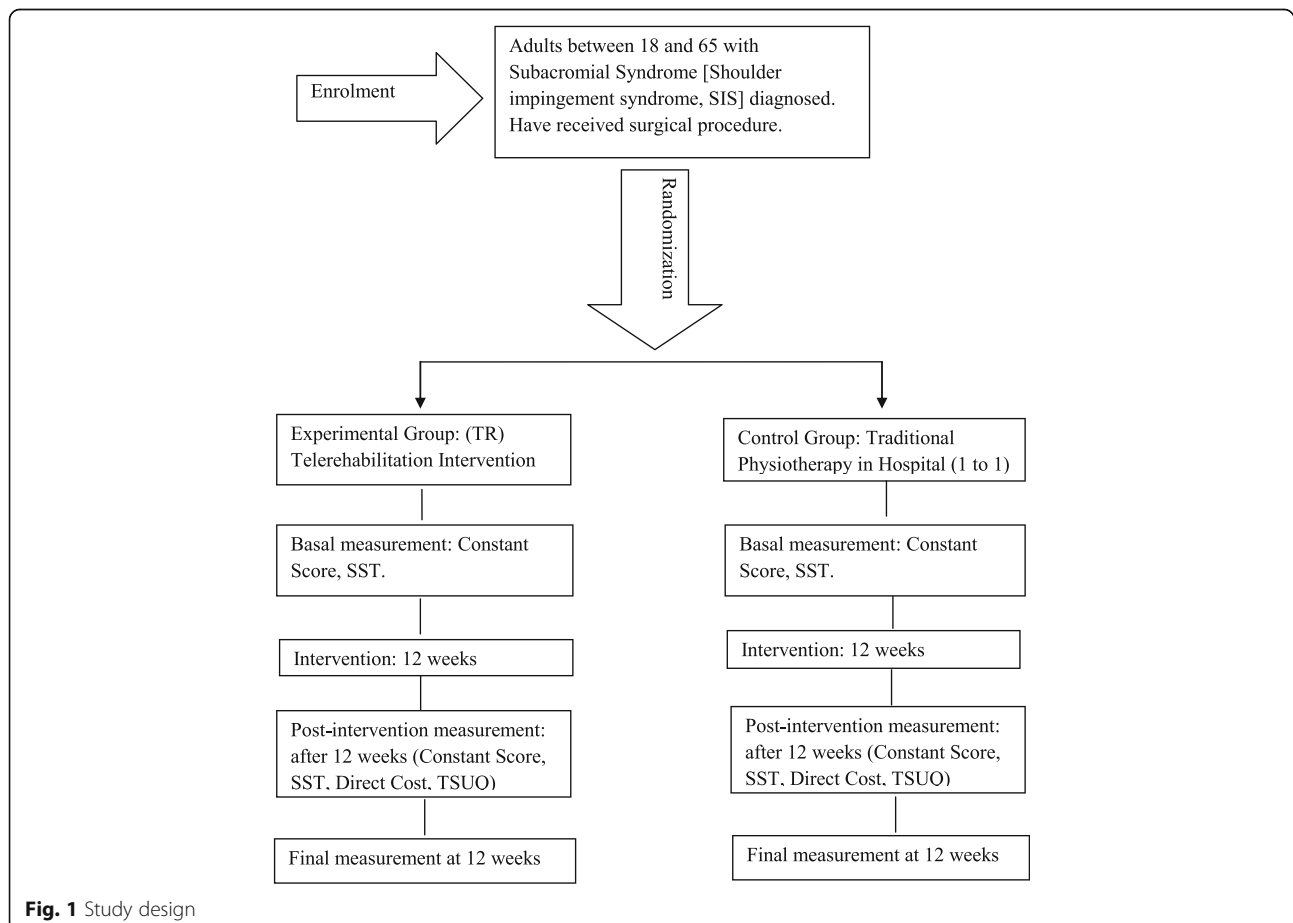 Enrolment
Adults between 18 and 65 with
Subacromial Syndrome [Shoulder
impingement syndrome, SIS] diagnosed.
Have received surgical procedure.
Randomization
Experimental Group: (TR)
Telerehabilitation Intervention
Control Group: Traditional
Physiotherapy in Hospital (1 to 1)
Basal measurement: Constant
Score, SST.
Basal measurement: Constant
Score, SST.
Intervention: 12 weeks
Intervention: 12 weeks
Post-intervention measurement:
after 12 weeks (Constant Score,
SST, Direct Cost, TSUQ)
Post-intervention measurement:
after 12 weeks (Constant Score,
SST, Direct Cost, TSUQ)
Final measurement at 12 weeks
Final measurement at 12 weeks
Fig. 1 Study design